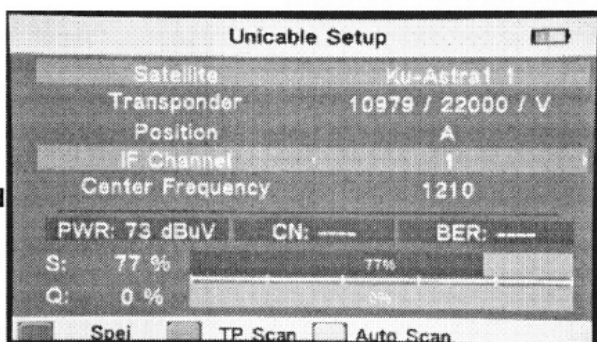 Unicable Setup
Satellite Ku-Astra1 1
Transponder 10979 / 22000 / V
Position A
IF Channel 1
Center Frequency 1210
PWR: 73 dBuV CN: ---- BER: ----
S: 77 % 77%
Q: 0 % 0%
Spei TP Scan Auto Scan